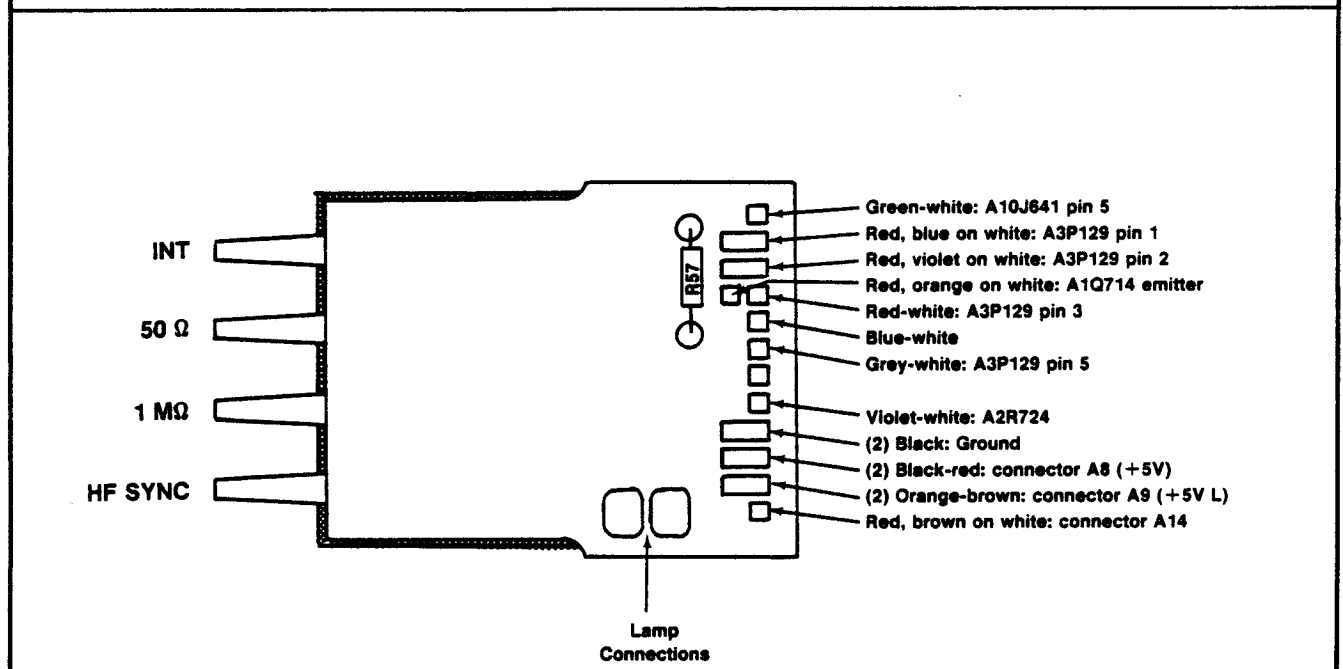 INT
50 Ω
1 MΩ
HF SYNC
R57
Green-white: A10J641 pin 5
Red, blue on white: A3P129 pin 1
Red, violet on white: A3P129 pin 2
Red, orange on white: A1Q714 emitter
Red-white: A3P129 pin 3
Blue-white
Grey-white: A3P129 pin 5
Violet-white: A2R724
(2) Black: Ground
(2) Black-red: connector A8 (+5V)
(2) Orange-brown: connector A9 (+5V L)
Red, brown on white: connector A14
Lamp
Connections